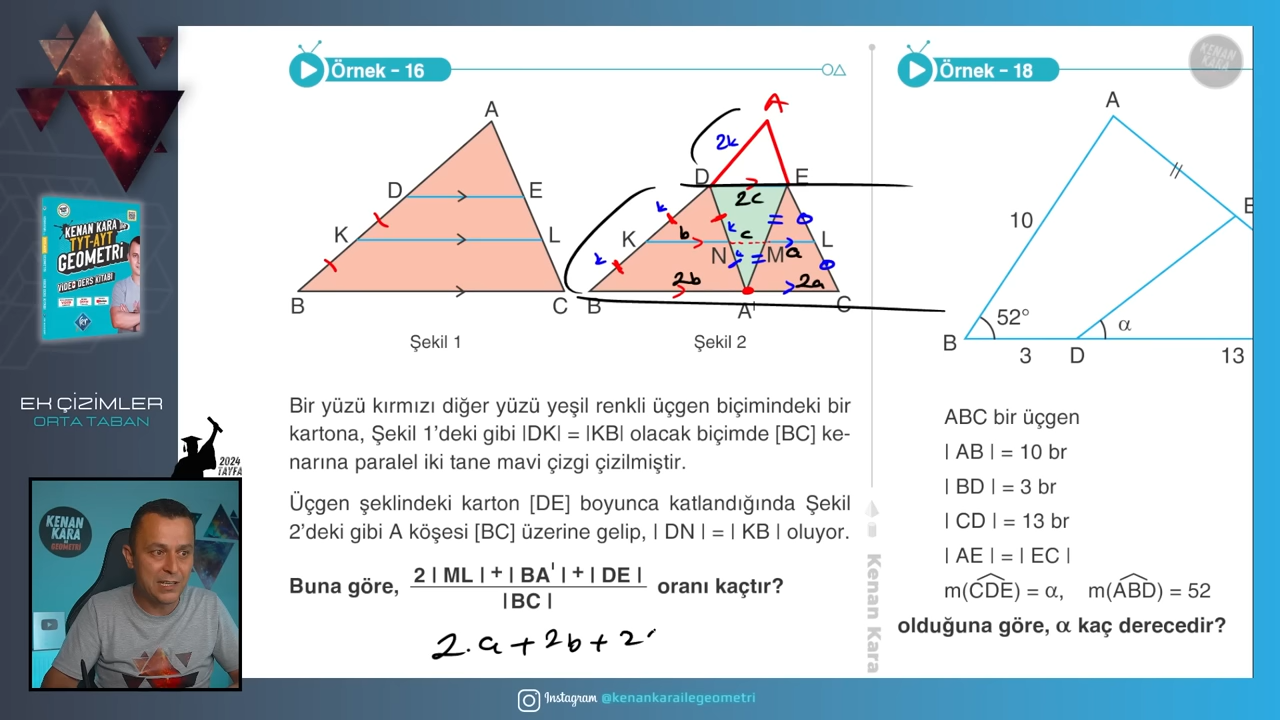 Örnek – 16
A
D
E
K
L
B
C
Şekil 1
A
2k
D
E
2c
k
K
b
c
L
N
M
a
k
k
k
2b
2a
B
A'
C
Şekil 2
Bir yüzü kırmızı diğer yüzü yeşil renkli üçgen biçimindeki bir
kartona, Şekil 1'deki gibi |DK| = |KB| olacak biçimde [BC] ke-
narına paralel iki tane mavi çizgi çizilmiştir.
Üçgen şeklindeki karton [DE] boyunca katlandığında Şekil
2'deki gibi A köşesi [BC] üzerine gelip, | DN | = | KB | oluyor.
Buna göre, 2 | ML | + | BA' | + | DE | / | BC | oranı kaçtır?
2.a + 2b + 2
Örnek – 18
KENAN KARA
A
10
E
52°
α
B
3
D
13
ABC bir üçgen
| AB | = 10 br
| BD | = 3 br
| CD | = 13 br
| AE | = | EC |
m(CDE) = α, m(ABD) = 52
olduğuna göre, α kaç derecedir?
Kenan Kara
KENAN KARA
TYT-AYT
GEOMETRİ
VİDEO DERS KİTABI
EK ÇİZİMLER
ORTA TABAN
2024
TAYFA
KENAN
KARA
GEOMETRİ
Instagram @kenankarailegeometri